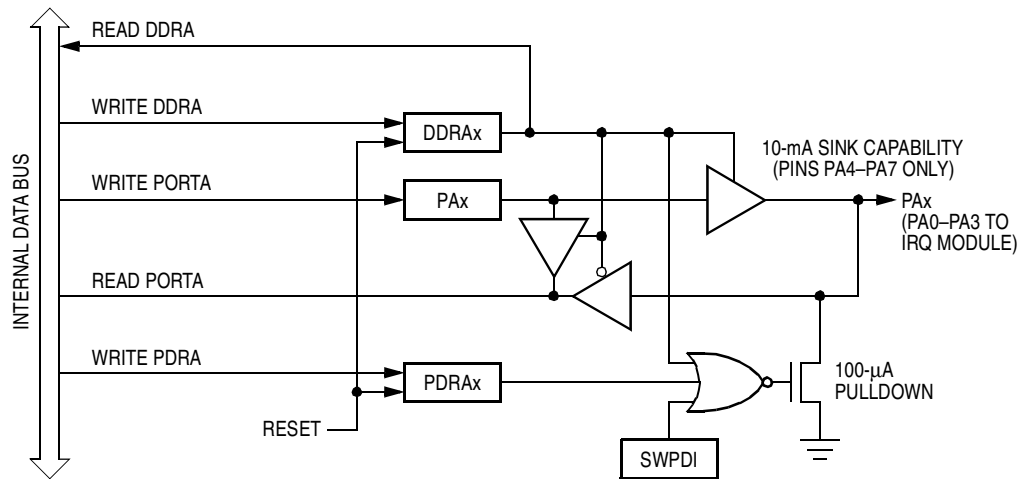 READ DDRA
WRITE DDRA
DDRAx
10-mA SINK CAPABILITY
(PINS PA4–PA7 ONLY)
WRITE PORTA
PAx
PAx
(PA0–PA3 TO
IRQ MODULE)
INTERNAL DATA BUS
READ PORTA
WRITE PDRA
PDRAx
100-µA
PULLDOWN
RESET
SWPDI